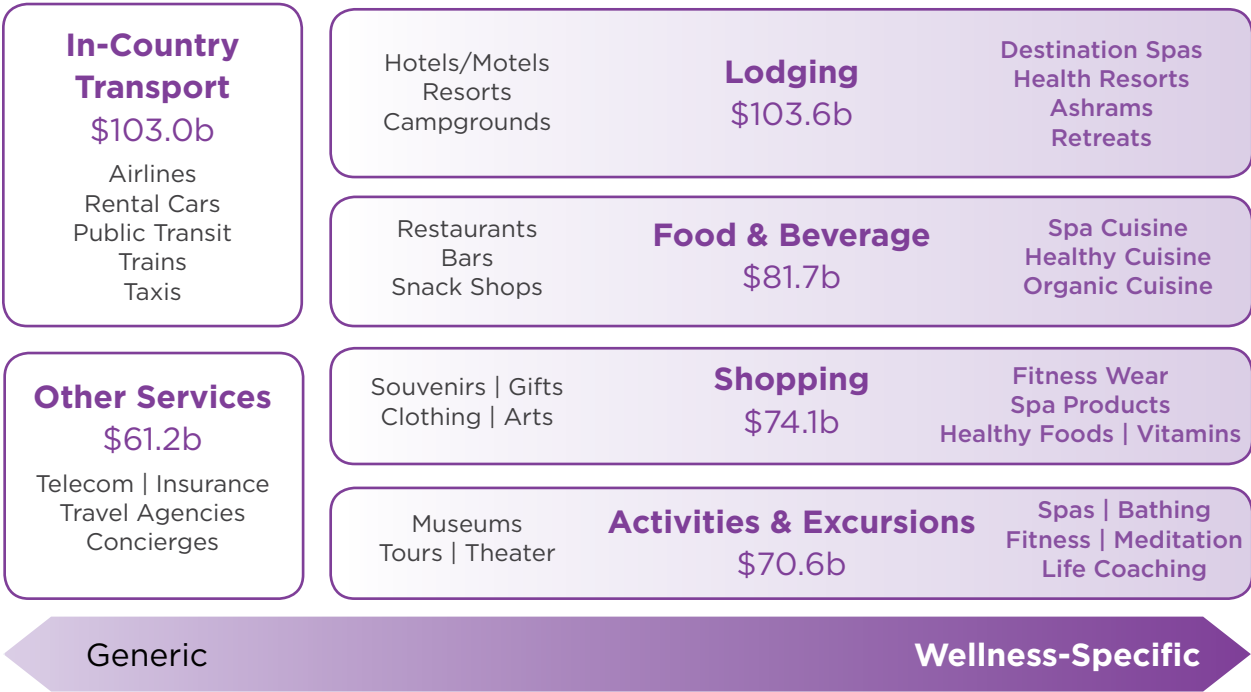 In-Country
Transport
$103.0b
Airlines
Rental Cars
Public Transit
Trains
Taxis
Other Services
$61.2b
Telecom | Insurance
Travel Agencies
Concierges
Hotels/Motels
Resorts
Campgrounds
Lodging
$103.6b
Destination Spas
Health Resorts
Ashrams
Retreats
Restaurants
Bars
Snack Shops
Food & Beverage
$81.7b
Spa Cuisine
Healthy Cuisine
Organic Cuisine
Souvenirs | Gifts
Clothing | Arts
Shopping
$74.1b
Fitness Wear
Spa Products
Healthy Foods | Vitamins
Museums
Tours | Theater
Activities & Excursions
$70.6b
Spas | Bathing
Fitness | Meditation
Life Coaching
Generic
Wellness-Specific